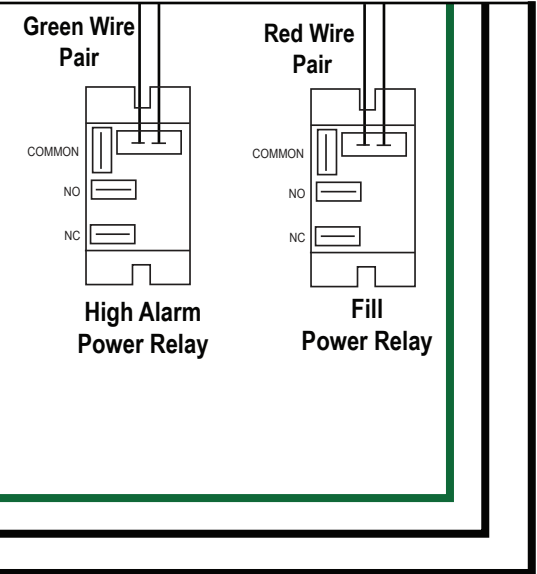 Green Wire
Pair
COMMON
NO
NC
High Alarm
Power Relay
Red Wire
Pair
COMMON
NO
NC
Fill
Power Relay